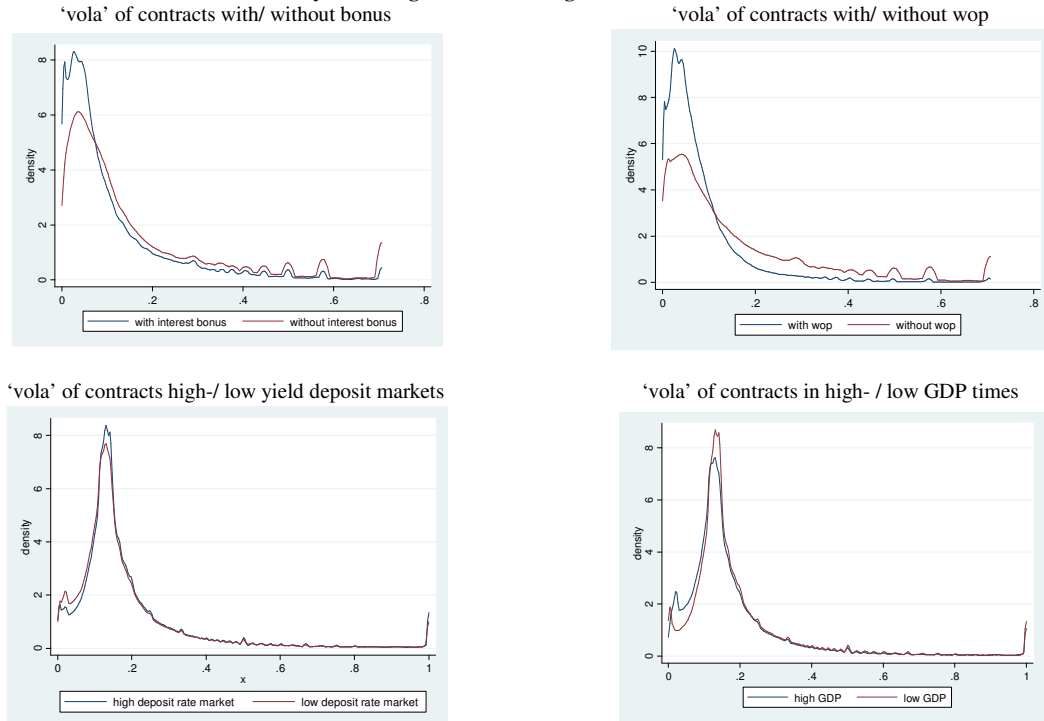 'vola' of contracts with/ without bonus
'vola' of contracts with/ without wop
density
0 2 4 6 8
0 .2 .4 .6 .8
with interest bonus without interest bonus
density
0 2 4 6 8 10
0 .2 .4 .6 .8
with wop without wop
'vola' of contracts high-/ low yield deposit markets
'vola' of contracts in high- / low GDP times
density
0 2 4 6 8
0 .2 .4 .6 .8 1
x
high deposit rate market low deposit rate market
density
0 2 4 6 8
0 .2 .4 .6 .8 1
high GDP low GDP